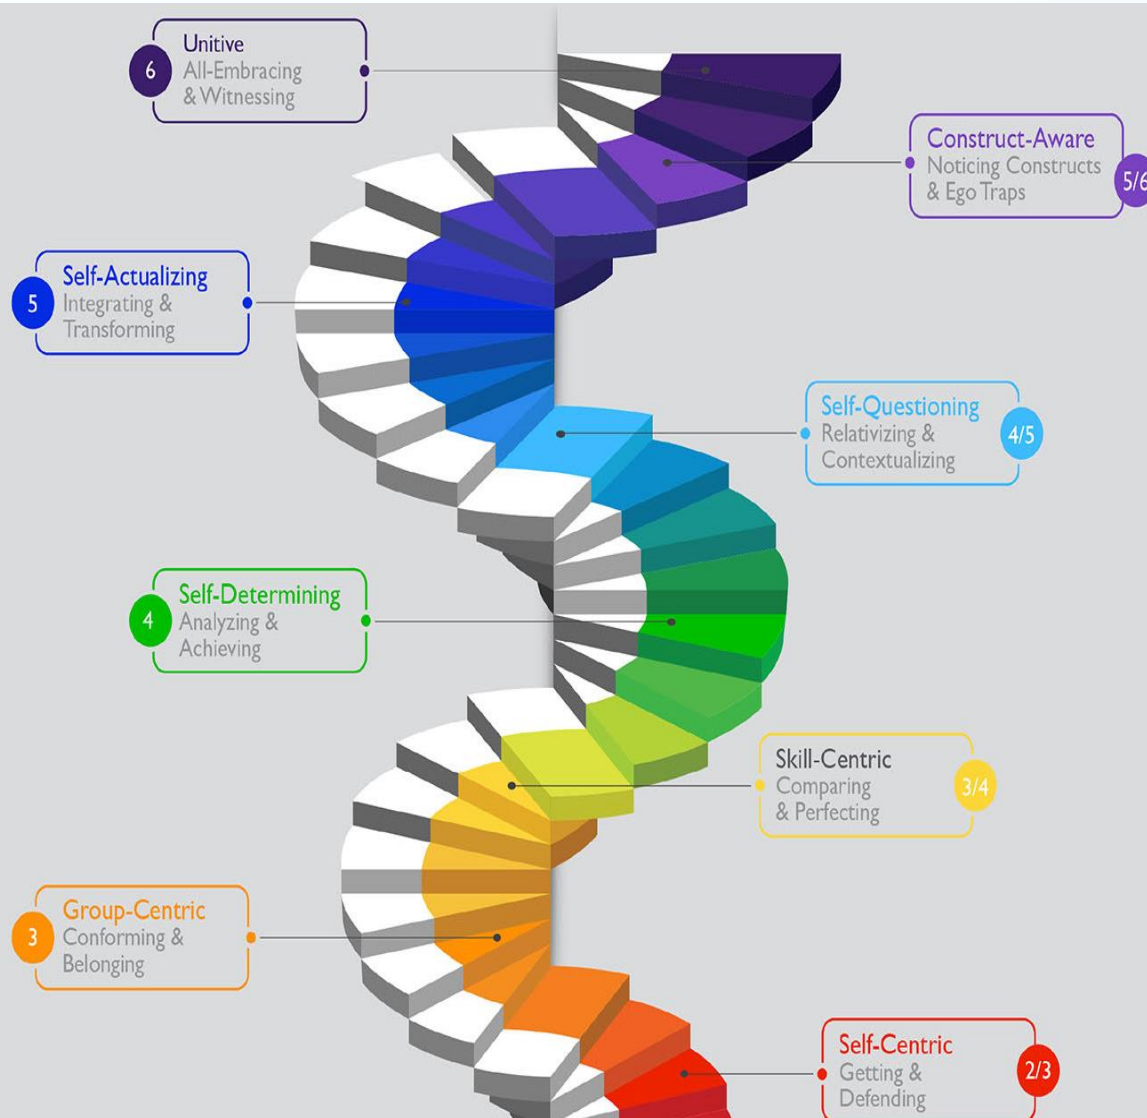 6
Unitive
All-Embracing
& Witnessing
Construct-Aware
Noticing Constructs
& Ego Traps
5/6
5
Self-Actualizing
Integrating &
Transforming
Self-Questioning
Relativizing &
Contextualizing
4/5
4
Self-Determining
Analyzing &
Achieving
Skill-Centric
Comparing
& Perfecting
3/4
3
Group-Centric
Conforming &
Belonging
Self-Centric
Getting &
Defending
2/3